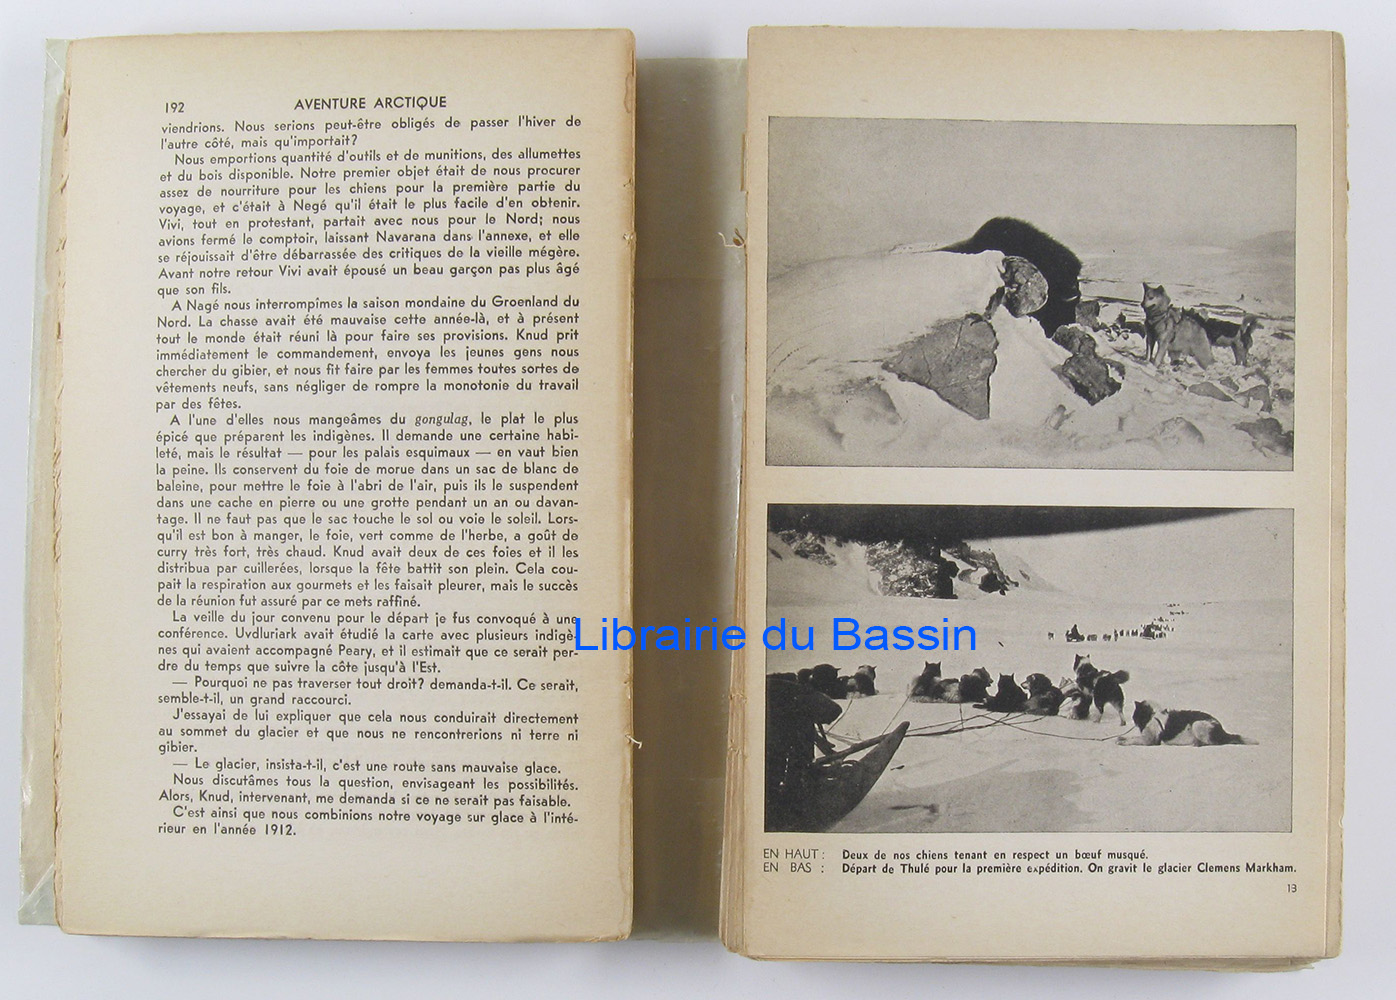 192 AVENTURE ARCTIQUE
viendrions. Nous serions peut-être obligés de passer l'hiver de
l'autre côté, mais qu'importait?
Nous emportions quantité d'outils et de munitions, des allumettes
et du bois disponible. Notre premier objet était de nous procurer
assez de nourriture pour les chiens pour la première partie du
voyage, et c'était à Negé qu'il était le plus facile d'en obtenir.
Vivi, tout en protestant, partait avec nous pour le Nord; nous
avions fermé le comptoir, laissant Navarana dans l'annexe, et elle
se réjouissait d'être débarrassée des critiques de la vieille mégère.
Avant notre retour Vivi avait épousé un beau garçon pas plus âgé
que son fils.
A Nagé nous interrompîmes la saison mondaine du Groenland du
Nord. La chasse avait été mauvaise cette année-là, et à présent
tout le monde était réuni là pour faire ses provisions. Knud prit
immédiatement le commandement, envoya les jeunes gens nous
chercher du gibier, et nous fit faire par les femmes toutes sortes de
vêtements neufs, sans négliger de rompre la monotonie du travail
par des fêtes.
A l'une d'elles nous mangeâmes du gongulag, le plat le plus
épicé que préparent les indigènes. Il demande une certaine habi-
leté, mais le résultat — pour les palais esquimaux — en vaut bien
la peine. Ils conservent du foie de morue dans un sac de blanc de
baleine, pour mettre le foie à l'abri de l'air, puis ils le suspendent
dans une cache en pierre ou une grotte pendant un an ou davan-
tage. Il ne faut pas que le sac touche le sol ou voie le soleil. Lors-
qu'il est bon à manger, le foie, vert comme de l'herbe, a goût de
curry très fort, très chaud. Knud avait deux de ces foies et il les
distribua par cuillerées, lorsque la fête battit son plein. Cela cou-
pait la respiration aux gourmets et les faisait pleurer, mais le succès
de la réunion fut assuré par ce mets raffiné.
La veille du jour convenu pour le départ je fus convoqué à une
conférence. Uvdluriark avait étudié la carte avec plusieurs indigè-
nes qui avaient accompagné Peary, et il estimait que ce serait per-
dre du temps que suivre la côte jusqu'à l'Est.
— Pourquoi ne pas traverser tout droit? demanda-t-il. Ce serait,
semble-t-il, un grand raccourci.
J'essayai de lui expliquer que cela nous conduirait directement
au sommet du glacier et que nous ne rencontrerions ni terre ni
gibier.
— Le glacier, insista-t-il, c'est une route sans mauvaise glace.
Nous discutâmes tous la question, envisageant les possibilités.
Alors, Knud, intervenant, me demanda si ce ne serait pas faisable.
C'est ainsi que nous combinions notre voyage sur glace à l'inté-
rieur en l'année 1912.
Librairie du Bassin
EN HAUT : Deux de nos chiens tenant en respect un bœuf musqué.
EN BAS : Départ de Thulé pour la première expédition. On gravit le glacier Clemens Markham.
13